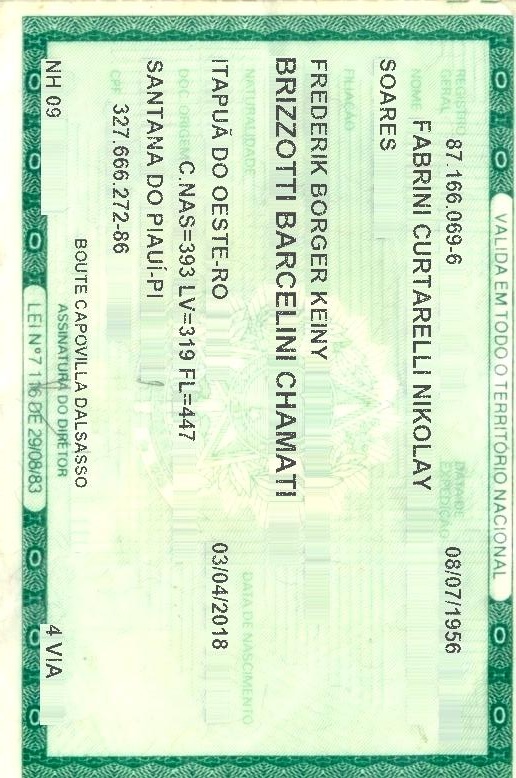 VALIDA EM TODO O TERRITÓRIO NACIONAL
REGISTRO GERAL 87.166.069-6 DATA DE EXPEDIÇÃO 08/07/1956
NOME FABRINI CURTARELLI NIKOLAY
SOARES
FILIAÇÃO
FREDERIK BORGER KEINY
BRIZZOTTI BARCELINI CHAMATI
NATURALIDADE DATA DE NASCIMENTO
ITAPUÃ DO OESTE-RO 03/04/2018
DOC ORIGEM C.NAS=393 LV=319 FL=447
SANTANA DO PIAUÍ-PI
CPF 327.666.272-86
BOUTE CAPOVILLA DALSASSO
NH 09 4 VIA
ASSINATURA DO DIRETOR
LEI Nº 7 116 DE 29/08/83